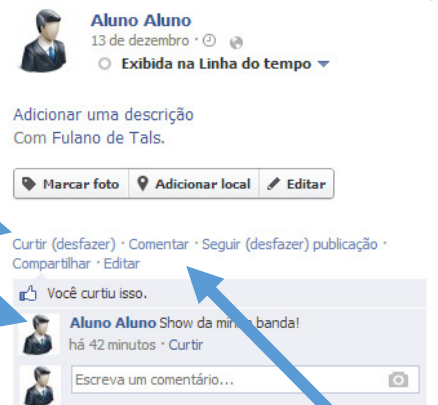 Aluno Aluno
13 de dezembro ·
Exibida na Linha do tempo
Adicionar uma descrição
Com Fulano de Tals.
Marcar foto Adicionar local Editar
Curtir (desfazer) · Comentar · Seguir (desfazer) publicação ·
Compartilhar · Editar
Você curtiu isso.
Aluno Aluno Show da minha banda!
há 42 minutos · Curtir
Escreva um comentário...